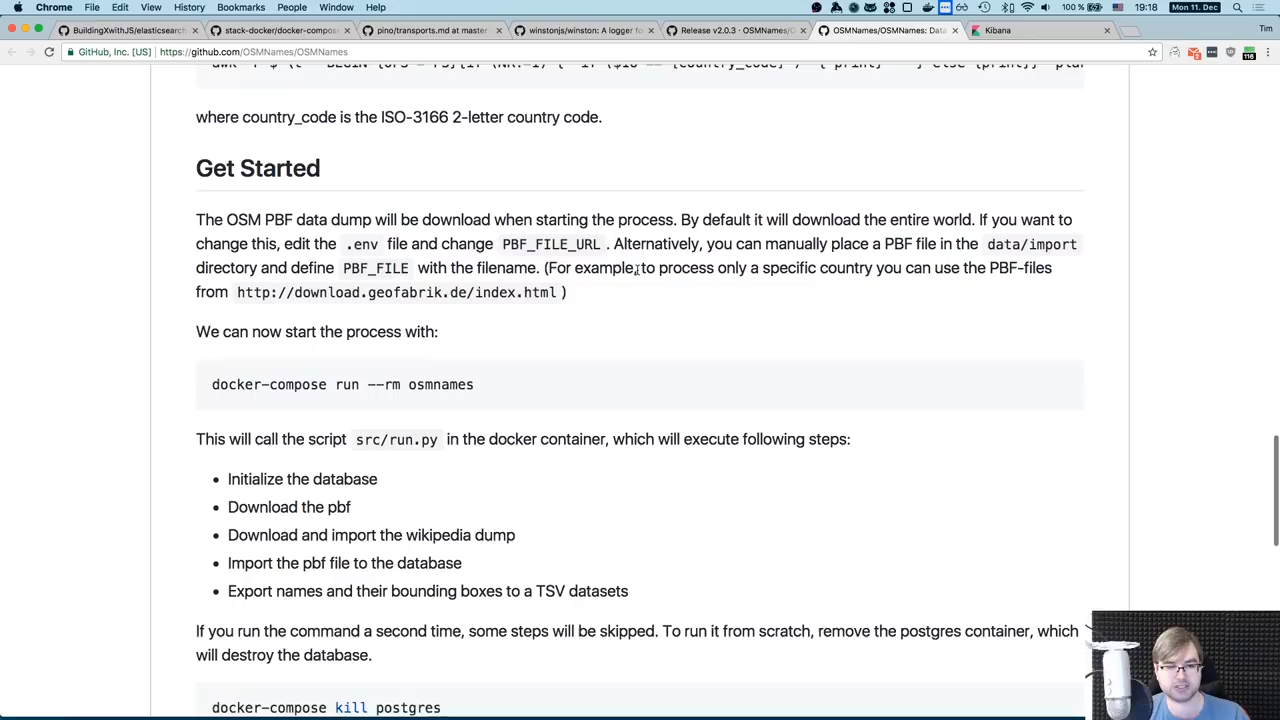 Chrome File Edit View History Bookmarks People Window Help 100 % Mon 11. Dec 19:18
BuildingXwithJS/elasticsearch
stack-docker/docker-compos
pino/transports.md at master
winstonjs/winston: A logger fo
Release v2.0.3 · OSMNames/O
OSMNames/OSMNames: Data
Kibana
Tim
GitHub, Inc. [US] https://github.com/OSMNames/OSMNames
116
where country_code is the ISO-3166 2-letter country code.
Get Started
The OSM PBF data dump will be download when starting the process. By default it will download the entire world. If you want to
change this, edit the .env file and change PBF_FILE_URL . Alternatively, you can manually place a PBF file in the data/import
directory and define PBF_FILE with the filename. (For example, to process only a specific country you can use the PBF-files
from http://download.geofabrik.de/index.html )
We can now start the process with:
docker-compose run --rm osmnames
This will call the script src/run.py in the docker container, which will execute following steps:
• Initialize the database
• Download the pbf
• Download and import the wikipedia dump
• Import the pbf file to the database
• Export names and their bounding boxes to a TSV datasets
If you run the command a second time, some steps will be skipped. To run it from scratch, remove the postgres container, which
will destroy the database.
docker-compose kill postgres